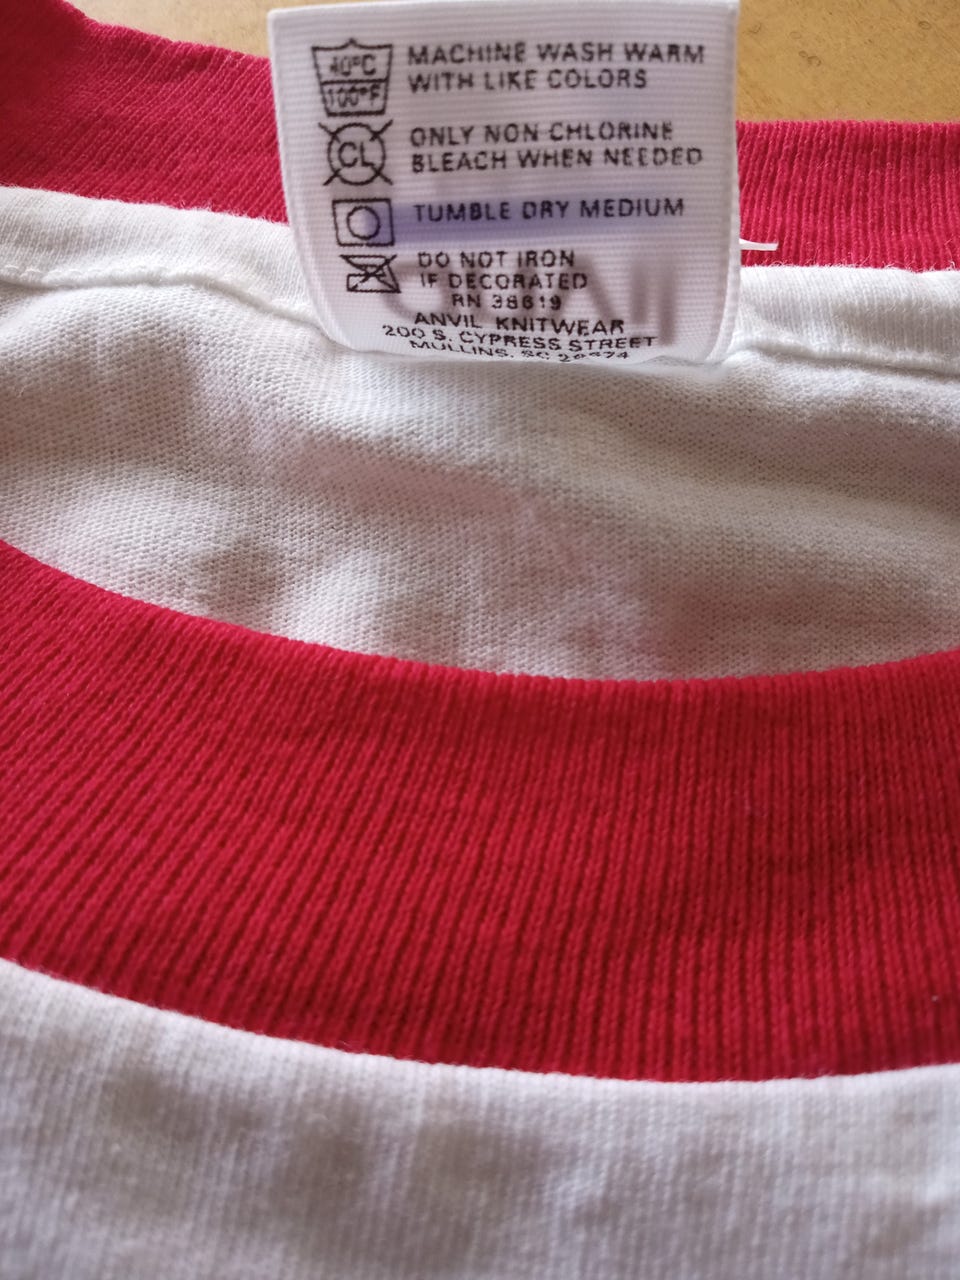 40°C
100°F
MACHINE WASH WARM
WITH LIKE COLORS
CL
ONLY NON CHLORINE
BLEACH WHEN NEEDED
TUMBLE DRY MEDIUM
DO NOT IRON
IF DECORATED
RN 38619
ANVIL KNITWEAR
200 S. CYPRESS STREET
MULLINS, SC 29574